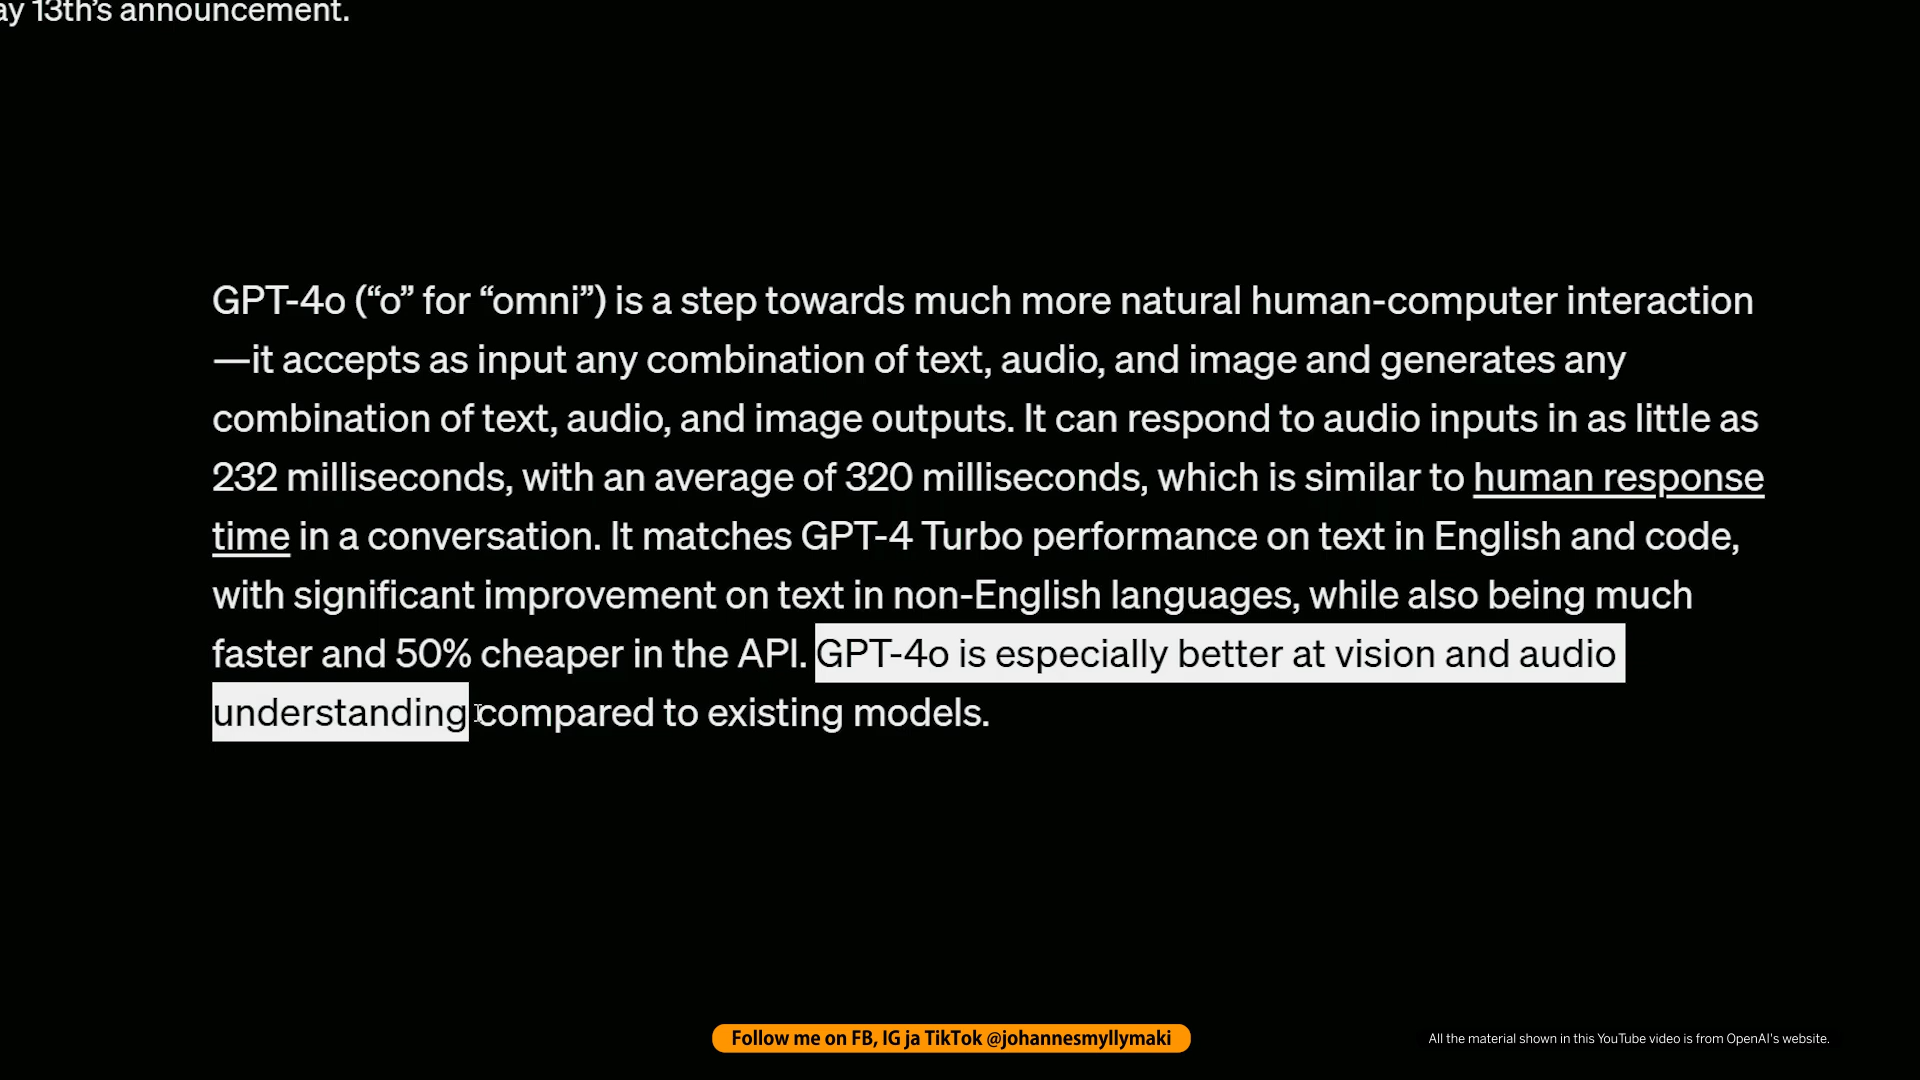 ay 13th's announcement.
GPT-4o (“o” for “omni”) is a step towards much more natural human-computer interaction
—it accepts as input any combination of text, audio, and image and generates any
combination of text, audio, and image outputs. It can respond to audio inputs in as little as
232 milliseconds, with an average of 320 milliseconds, which is similar to human response
time in a conversation. It matches GPT-4 Turbo performance on text in English and code,
with significant improvement on text in non-English languages, while also being much
faster and 50% cheaper in the API. GPT-4o is especially better at vision and audio
understanding compared to existing models.
Follow me on FB, IG ja TikTok @johannesmyllymaki
All the material shown in this YouTube video is from OpenAI's website.